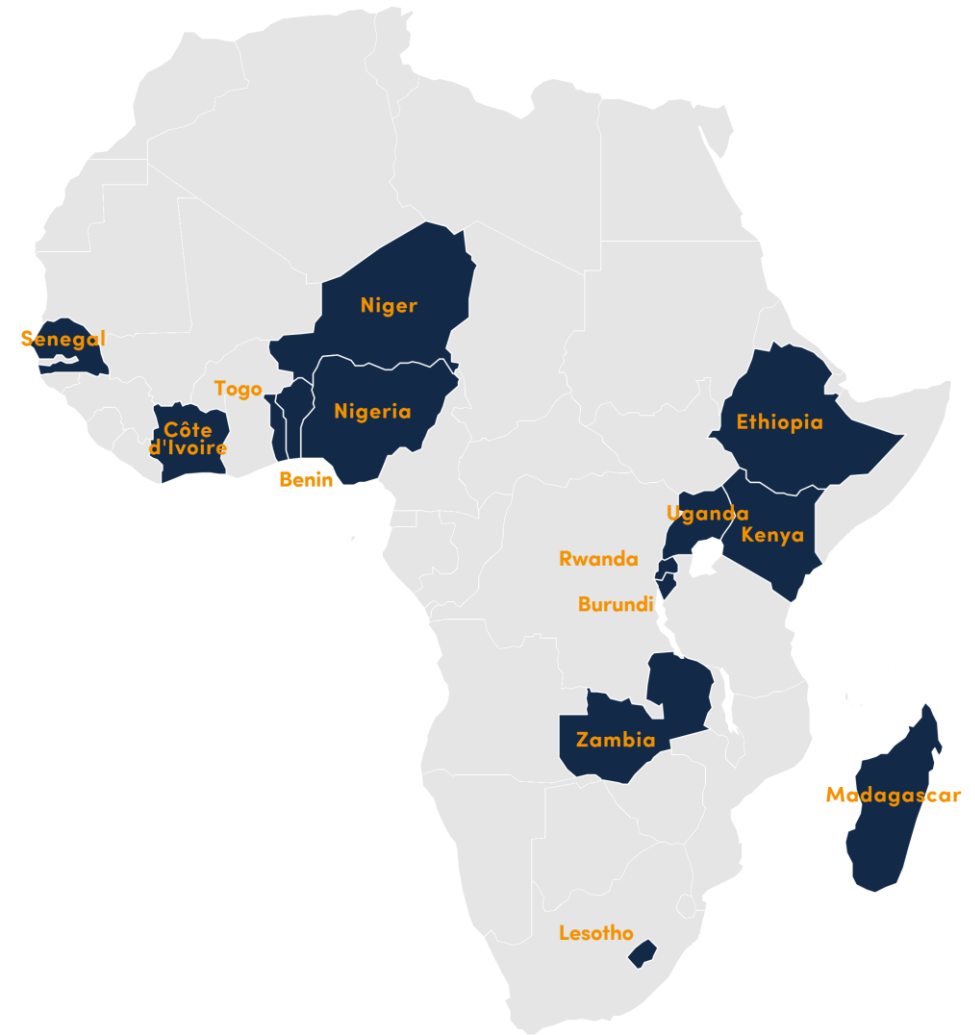 Niger
Senegal
Togo
Nigeria
Côte
d'Ivoire
Benin
Ethiopia
Uganda
Kenya
Rwanda
Burundi
Zambia
Madagascar
Lesotho